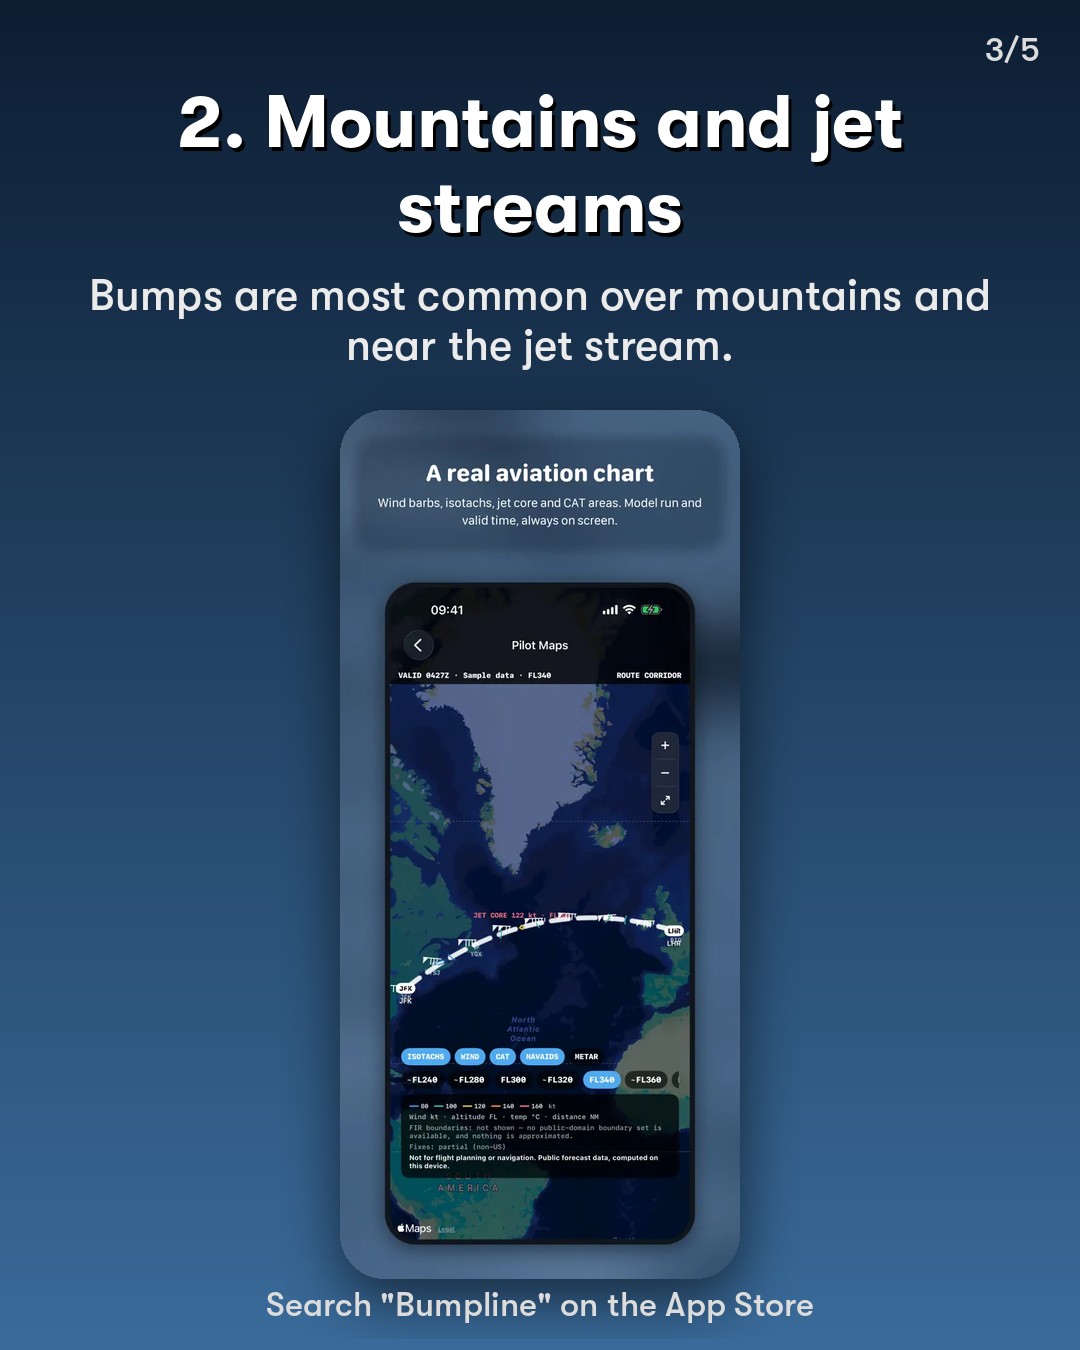 3/5
2. Mountains and jet
streams
Bumps are most common over mountains and
near the jet stream.
A real aviation chart
Wind barbs, isotachs, jet core and CAT areas. Model run and
valid time, always on screen.
09:41
Pilot Maps
VALID 0427Z · Sample data · FL340
ROUTE CORRIDOR
+
−
JET CORE 122 kt ·
YQX
LHR
LHR
JFK
JFK
North
Atlantic
Ocean
ISOTACHS WIND CAT NAVAIDS METAR
~FL240 ~FL280 FL300 ~FL320 FL340 ~FL360
80 100 120 140 160 kt
Wind kt · altitude FL · temp °C · distance NM
FIR boundaries: not shown — no public-domain boundary set is
available, and nothing is approximated.
Fixes: partial (non-US)
Not for flight planning or navigation. Public forecast data, computed on
this device.
SOUTH
AMERICA
Maps Legal
Search "Bumpline" on the App Store